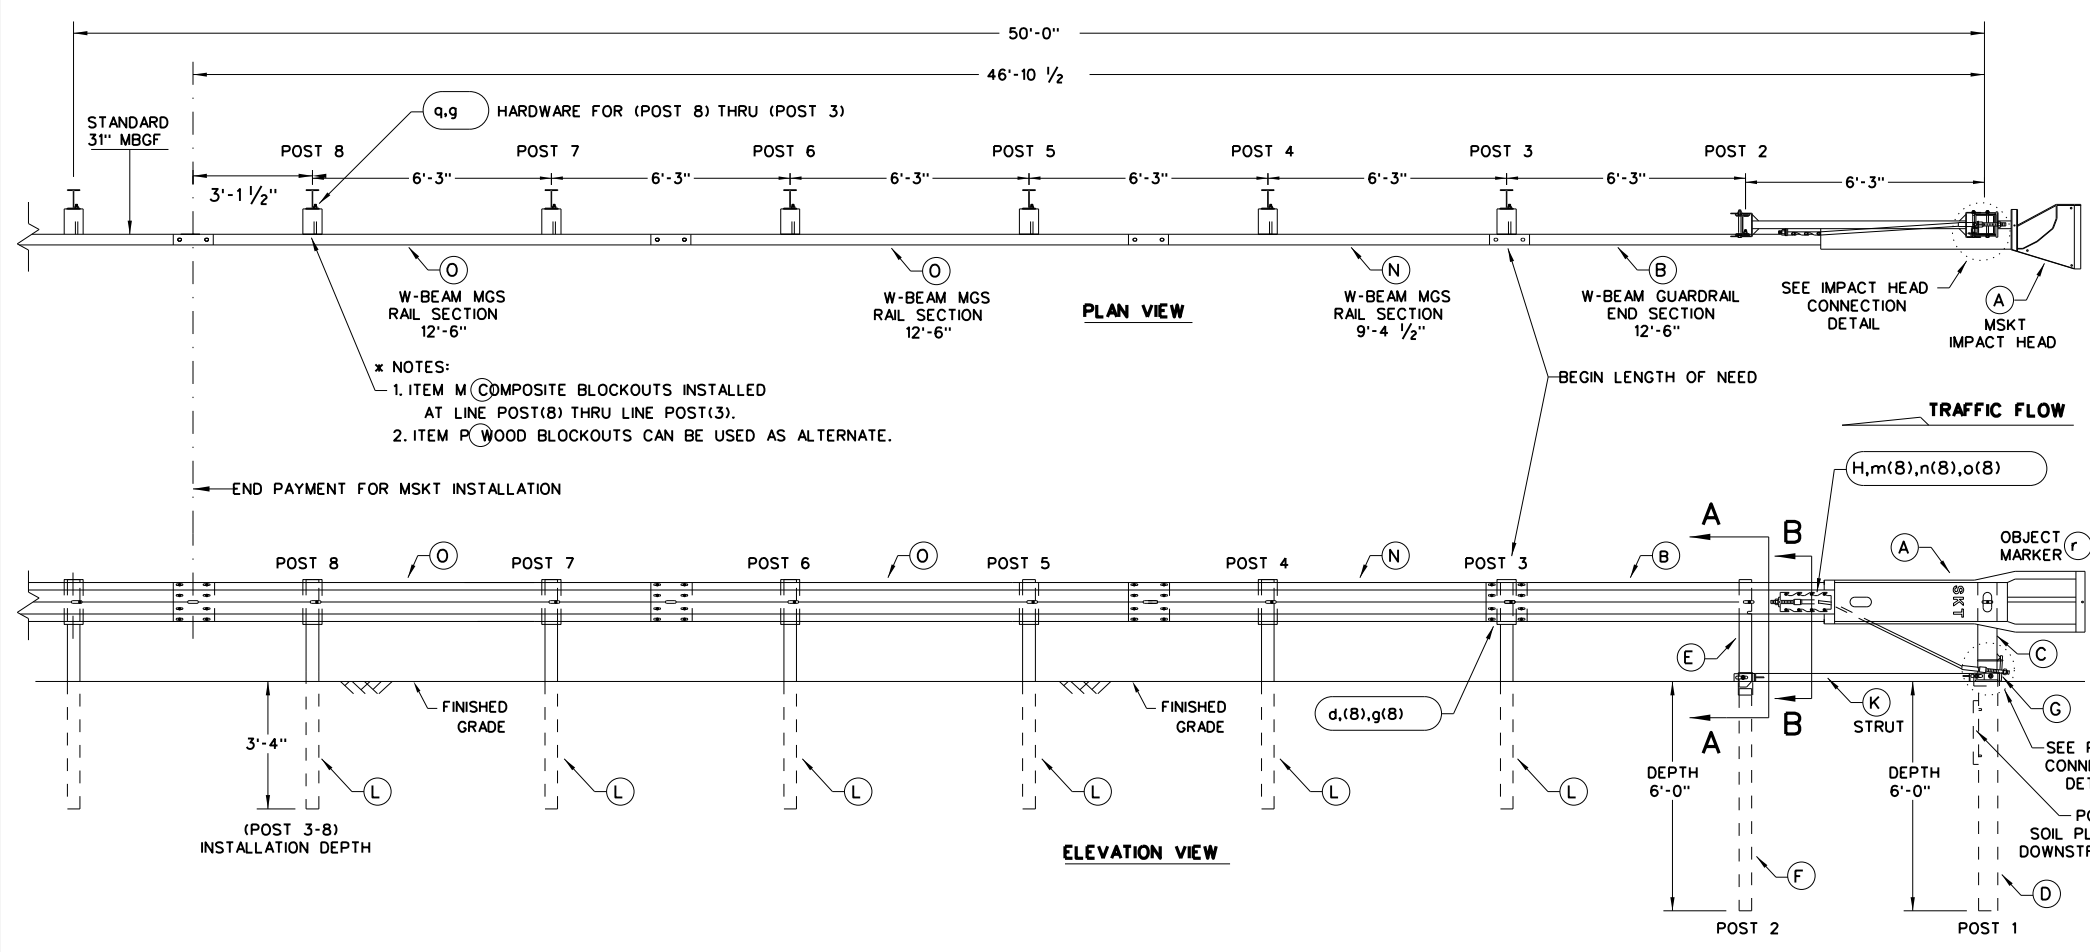 50'-0"
46'-10 1/2
STANDARD
31" MBGF
q,g HARDWARE FOR (POST 8) THRU (POST 3)
POST 8 POST 7 POST 6 POST 5 POST 4 POST 3 POST 2
3'-1 1/2" 6'-3" 6'-3" 6'-3" 6'-3" 6'-3" 6'-3" 6'-3"
O
W-BEAM MGS
RAIL SECTION
12'-6"
O
W-BEAM MGS
RAIL SECTION
12'-6"
PLAN VIEW
N
W-BEAM MGS
RAIL SECTION
9'-4 1/2"
B
W-BEAM GUARDRAIL
END SECTION
12'-6"
SEE IMPACT HEAD
CONNECTION
DETAIL
A
MSKT
IMPACT HEAD
* NOTES:
1. ITEM M COMPOSITE BLOCKOUTS INSTALLED
AT LINE POST(8) THRU LINE POST(3).
2. ITEM P WOOD BLOCKOUTS CAN BE USED AS ALTERNATE.
BEGIN LENGTH OF NEED
TRAFFIC FLOW
END PAYMENT FOR MSKT INSTALLATION
H,m(8),n(8),o(8)
A B
POST 8 O POST 7 POST 6 O POST 5 POST 4 N POST 3 B
A
OBJECT
MARKER r
SKT
E
C
FINISHED
GRADE
FINISHED
GRADE
d,(8),g(8)
A B
K
STRUT
G
3'-4"
L L L L L L
DEPTH
6'-0"
DEPTH
6'-0"
SEE
CONN
DET
(POST 3-8)
INSTALLATION DEPTH
ELEVATION VIEW
SOIL PL
DOWNST
F
D
POST 2
POST 1